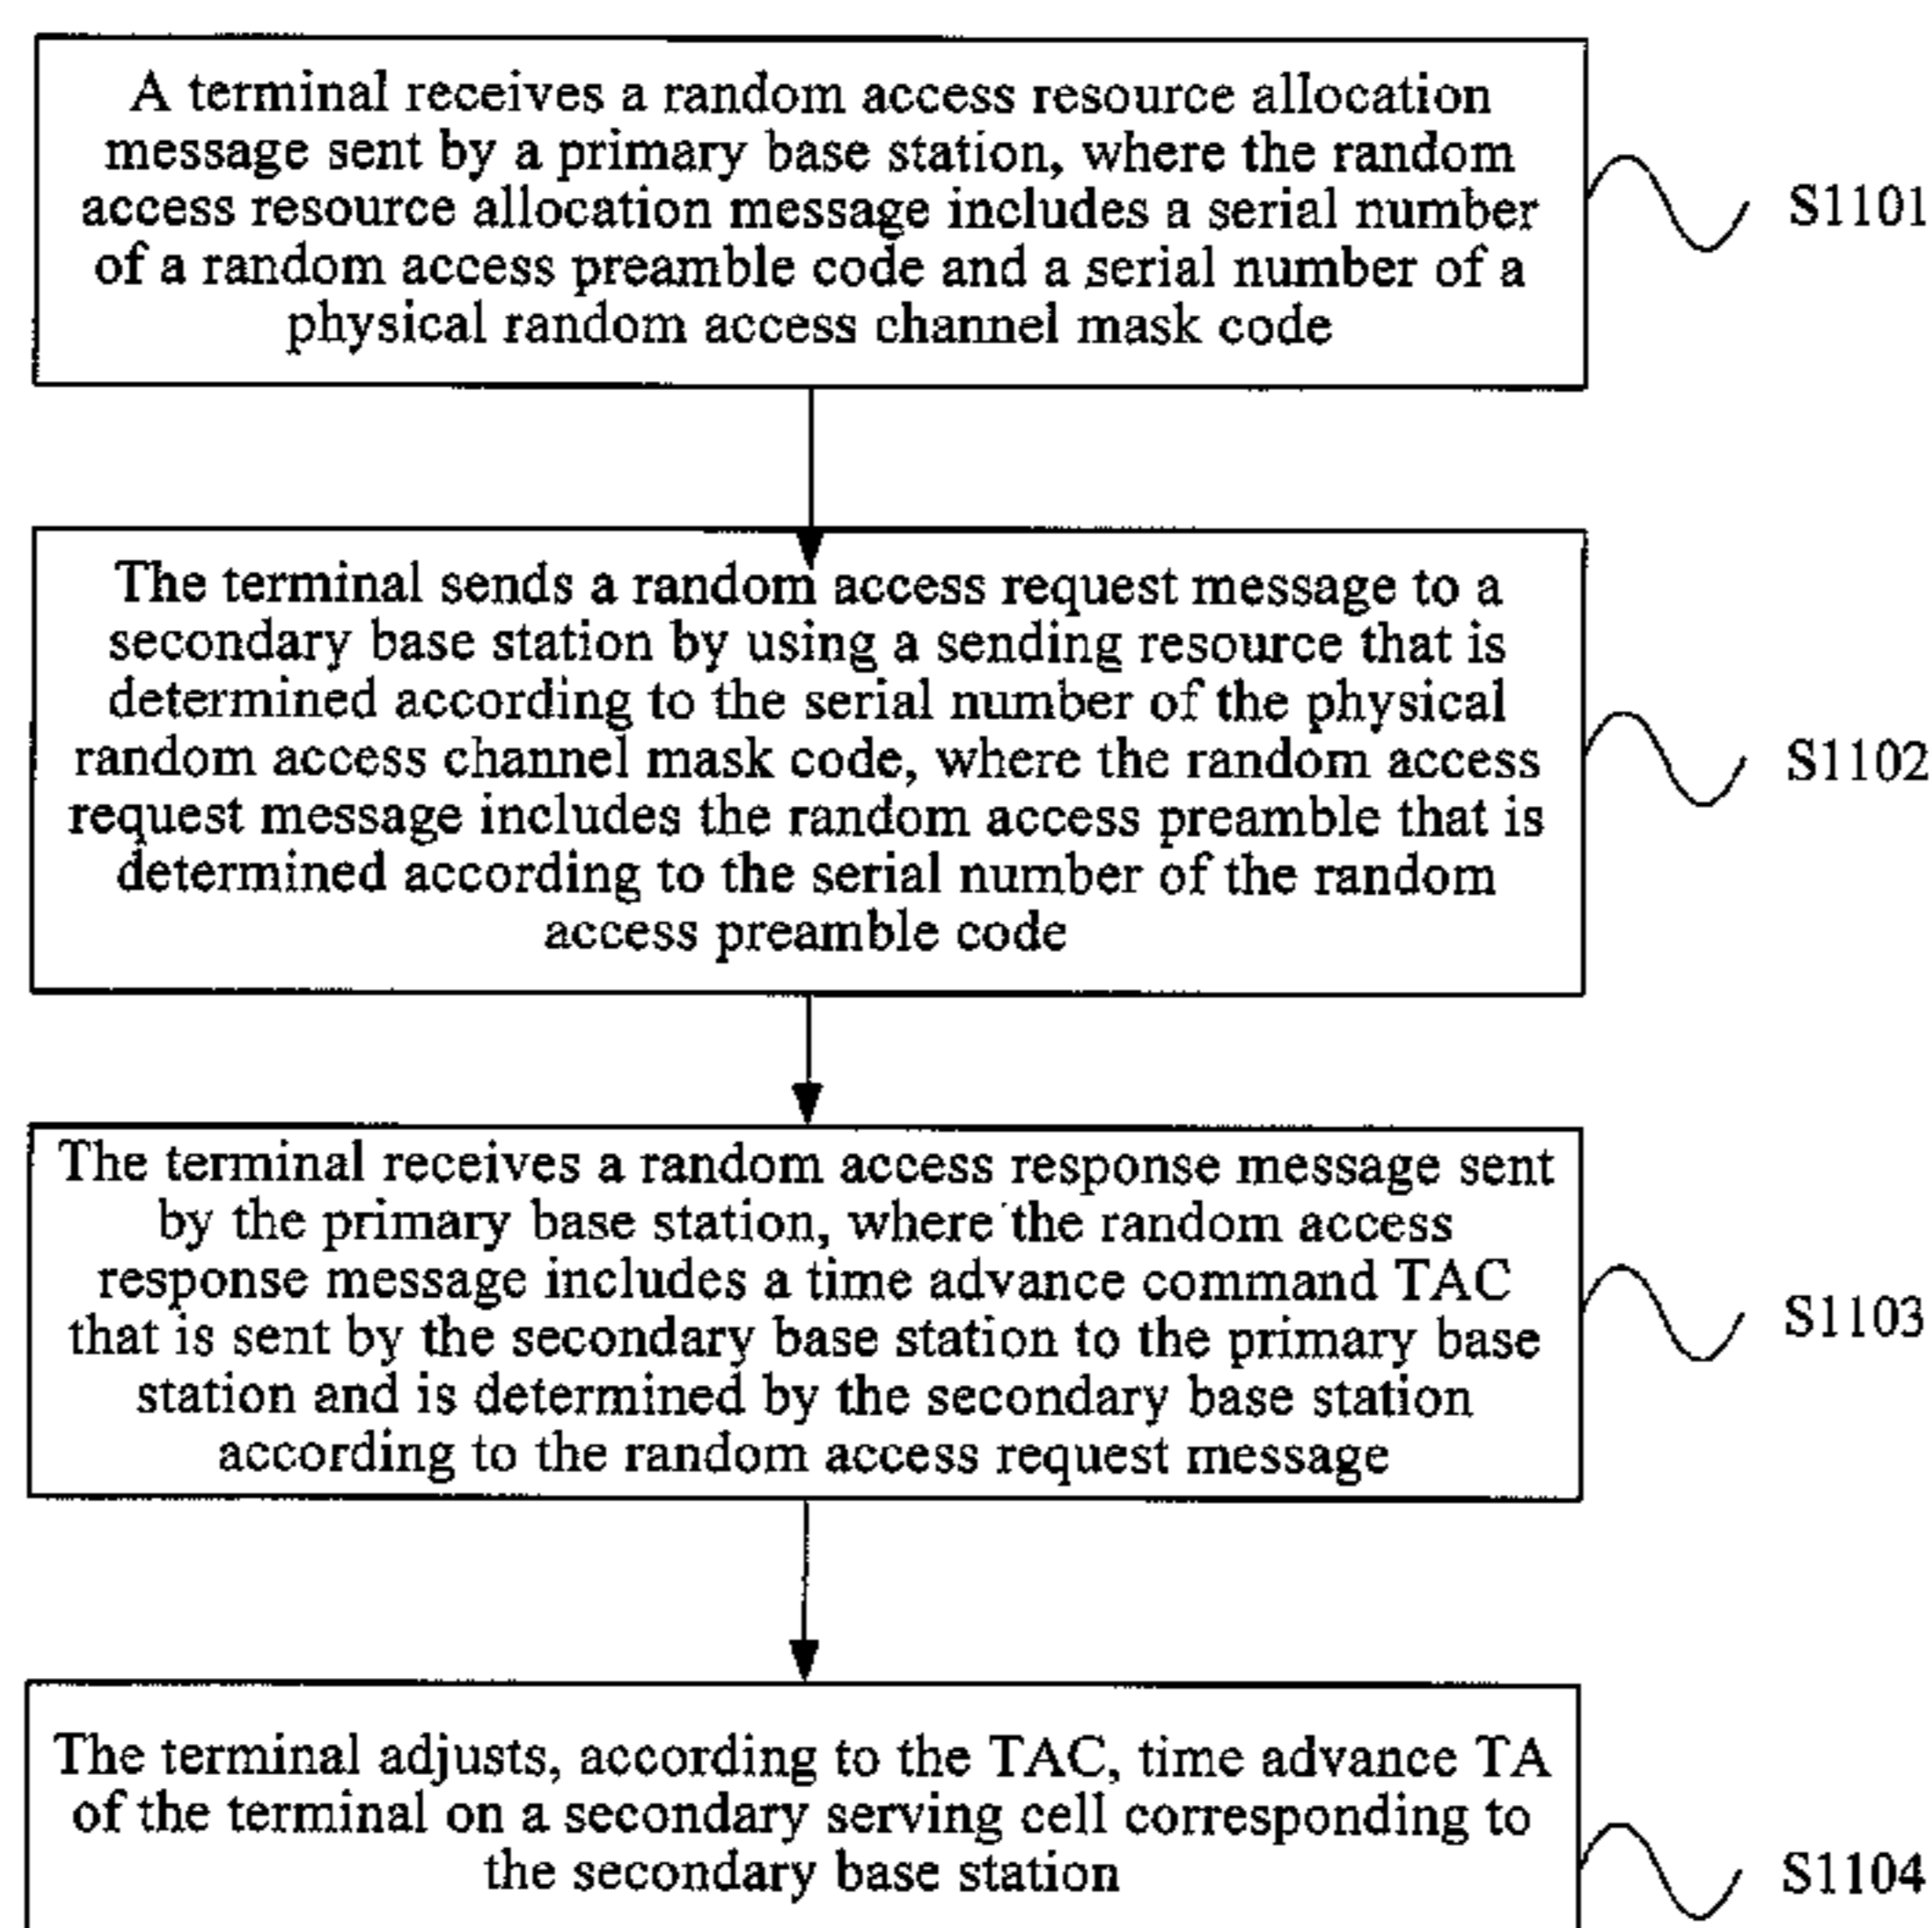 A terminal receives a random access resource allocation
message sent by a primary base station, where the random
access resource allocation message includes a serial number
of a random access preamble code and a serial number of a
physical random access channel mask code
S1101
The terminal sends a random access request message to a
secondary base station by using a sending resource that is
determined according to the serial number of the physical
random access channel mask code, where the random access
request message includes the random access preamble that is
determined according to the serial number of the random
access preamble code
S1102
The terminal receives a random access response message sent
by the primary base station, where the random access
response message includes a time advance command TAC
that is sent by the secondary base station to the primary base
station and is determined by the secondary base station
according to the random access request message
S1103
The terminal adjusts, according to the TAC, time advance TA
of the terminal on a secondary serving cell corresponding to
the secondary base station
S1104